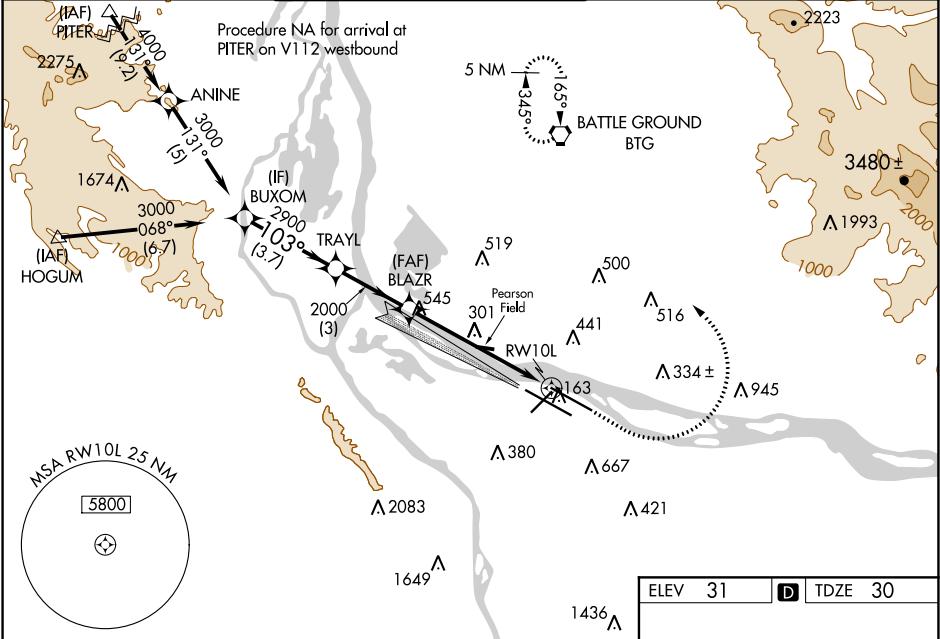 (IAF)
PITER
4000
131°
(9.2)
Procedure NA for arrival at
PITER on V112 westbound
2275
ANINE
3000
131°
(5)
5 NM
345°
165°
BATTLE GROUND
BTG
2223
3480 ±
2000
1993
1000
1674
(IF)
BUXOM
3000
068°
(6.7)
1000
(IAF)
HOGUM
2900
103°
(3.7)
TRAYL
2000
(3)
(FAF)
BLAZR
545
519
500
516
301
Pearson
Field
441
RW10L
334 ±
163
945
380
667
421
2083
1649
1436
MSA RW10L 25 NM
5800
ELEV 31 D TDZE 30